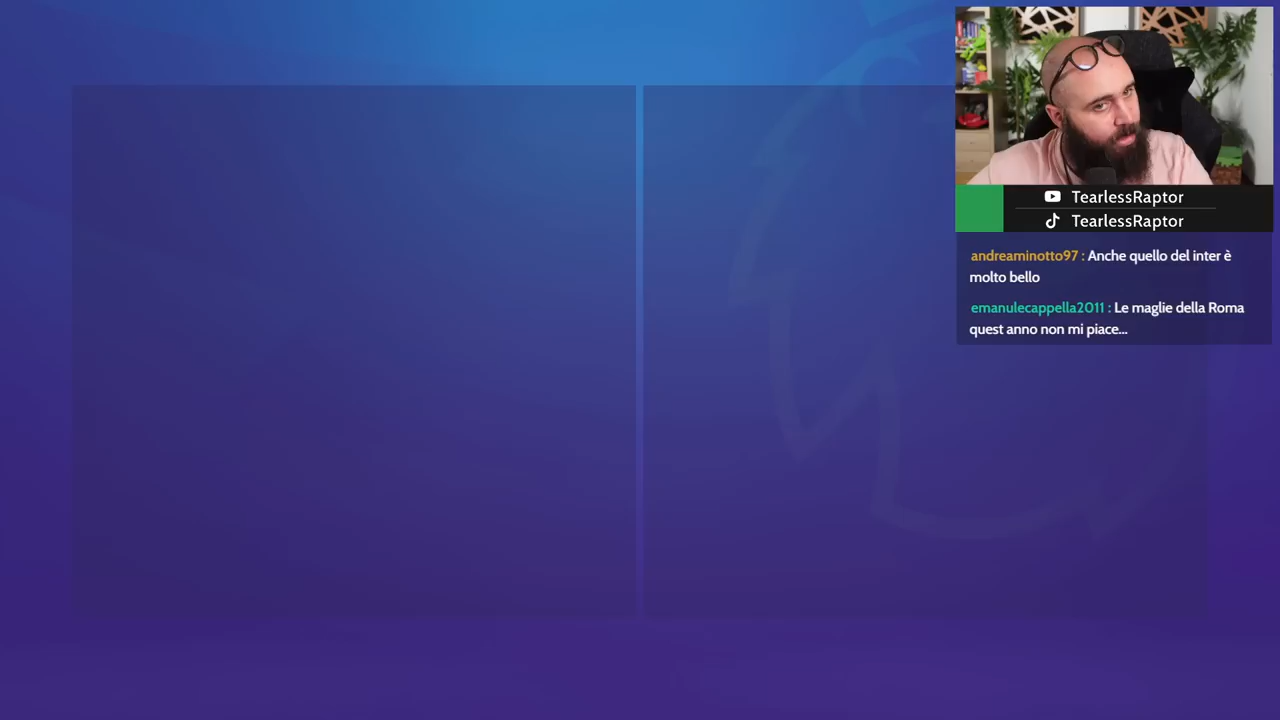 TearlessRaptor
TearlessRaptor
andreaminotto97 : Anche quello del inter è
molto bello
emanulecappella2011 : Le maglie della Roma
quest anno non mi piace...